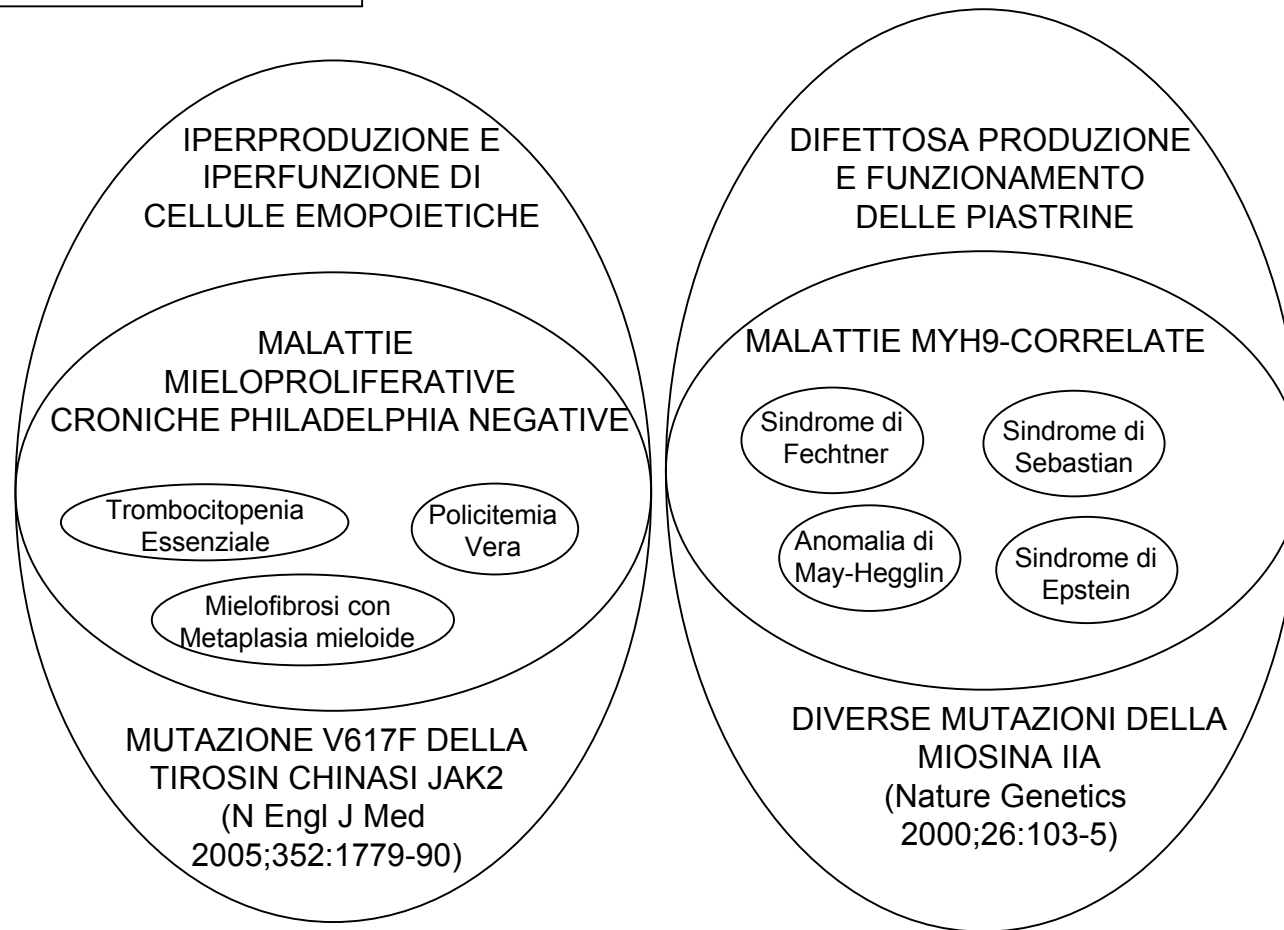 IPERPRODUZIONE E
IPERFUNZIONE DI
CELLULE EMOPOIETICHE
MALATTIE
MIELOPROLIFERATIVE
CRONICHE PHILADELPHIA NEGATIVE
Trombocitopenia
Essenziale
Policitemia
Vera
Mielofibrosi con
Metaplasia mieloide
MUTAZIONE V617F DELLA
TIROSIN CHINASI JAK2
(N Engl J Med
2005;352:1779-90)
DIFETTOSA PRODUZIONE
E FUNZIONAMENTO
DELLE PIASTRINE
MALATTIE MYH9-CORRELATE
Sindrome di
Fechtner
Sindrome di
Sebastian
Anomalia di
May-Hegglin
Sindrome di
Epstein
DIVERSE MUTAZIONI DELLA
MIOSINA IIA
(Nature Genetics
2000;26:103-5)